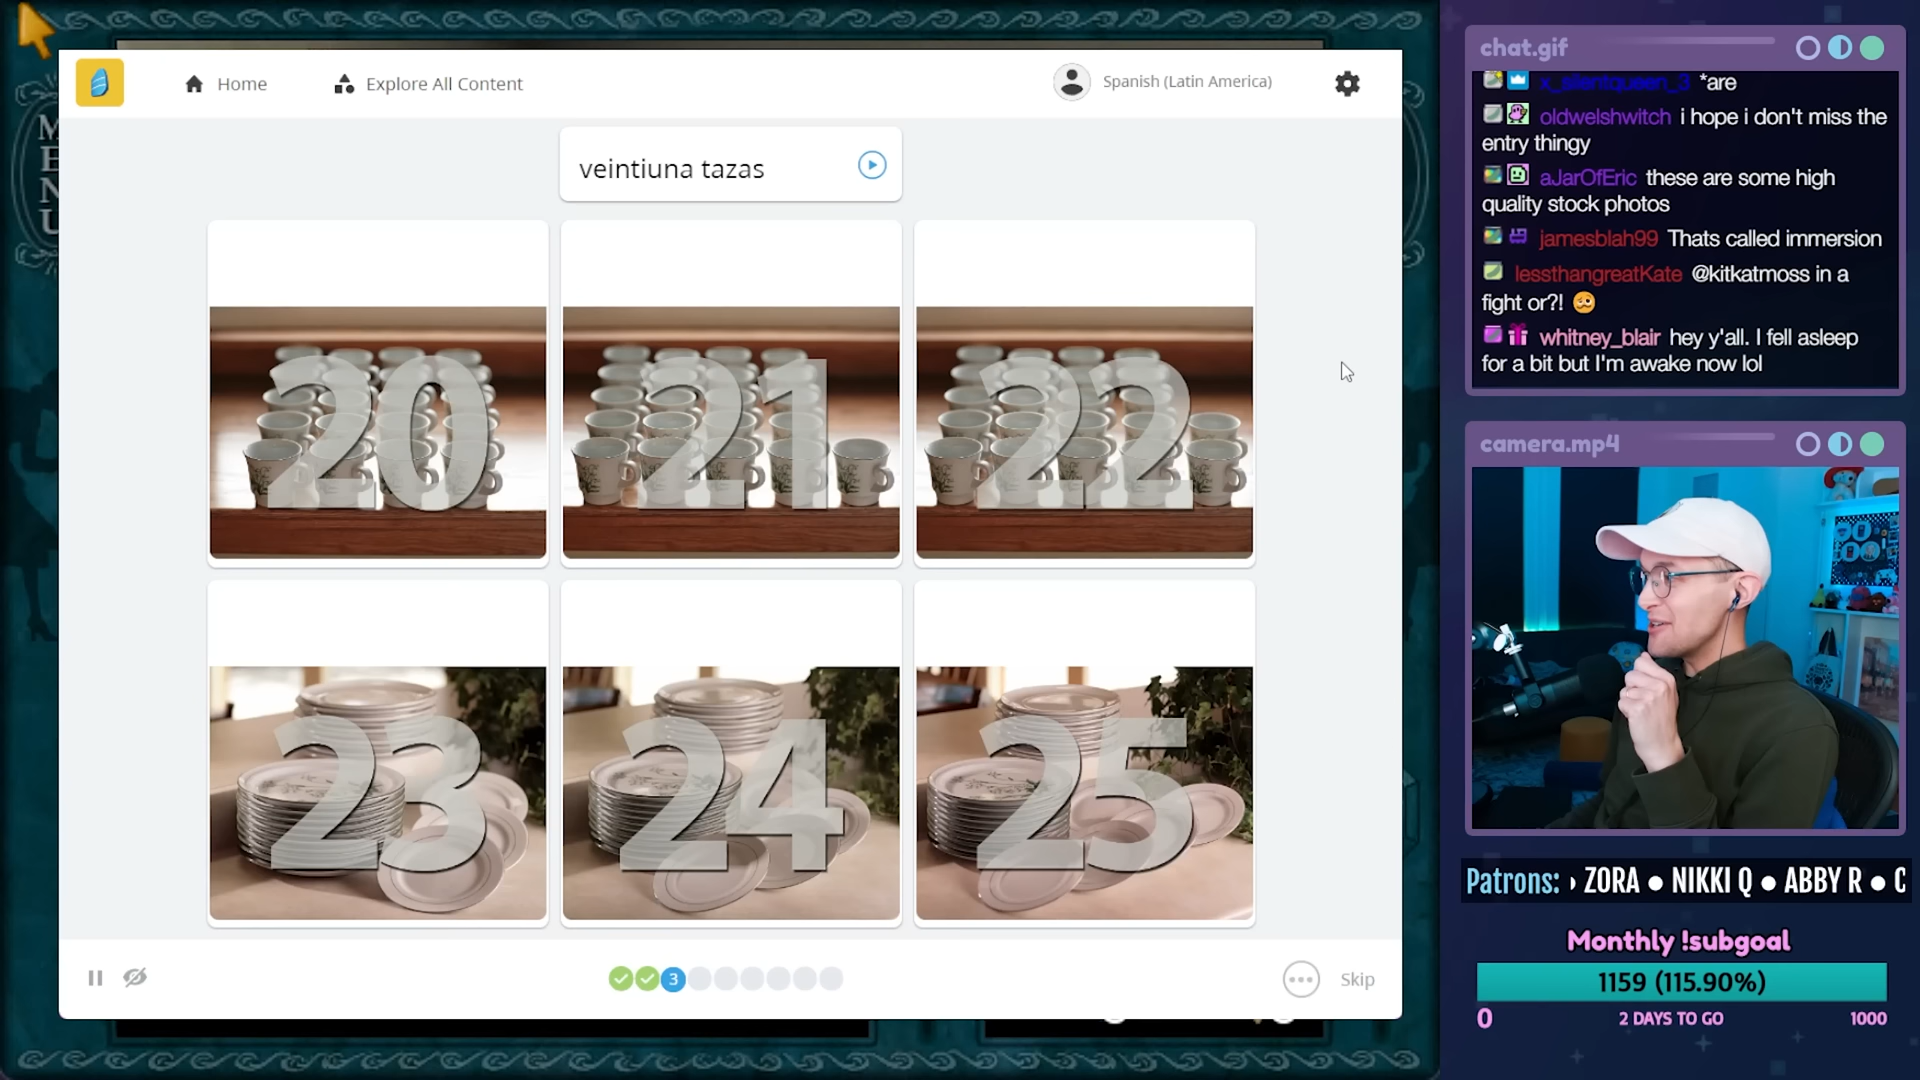 Home
Explore All Content
Spanish (Latin America)
veintiuna tazas
20
21
22
23
24
25
3
Skip
chat.gif
x_silentqueen_3 *are
oldwelshwitch i hope i don't miss the
entry thingy
aJarOfEric these are some high
quality stock photos
jamesblah99 Thats called immersion
lessthangreatKate @kitkatmoss in a
fight or?!
whitney_blair hey y'all. I fell asleep
for a bit but I'm awake now lol
camera.mp4
Patrons: ZORA ● NIKKI Q ● ABBY R ● C
Monthly !subgoal
1159 (115.90%)
0 2 DAYS TO GO 1000